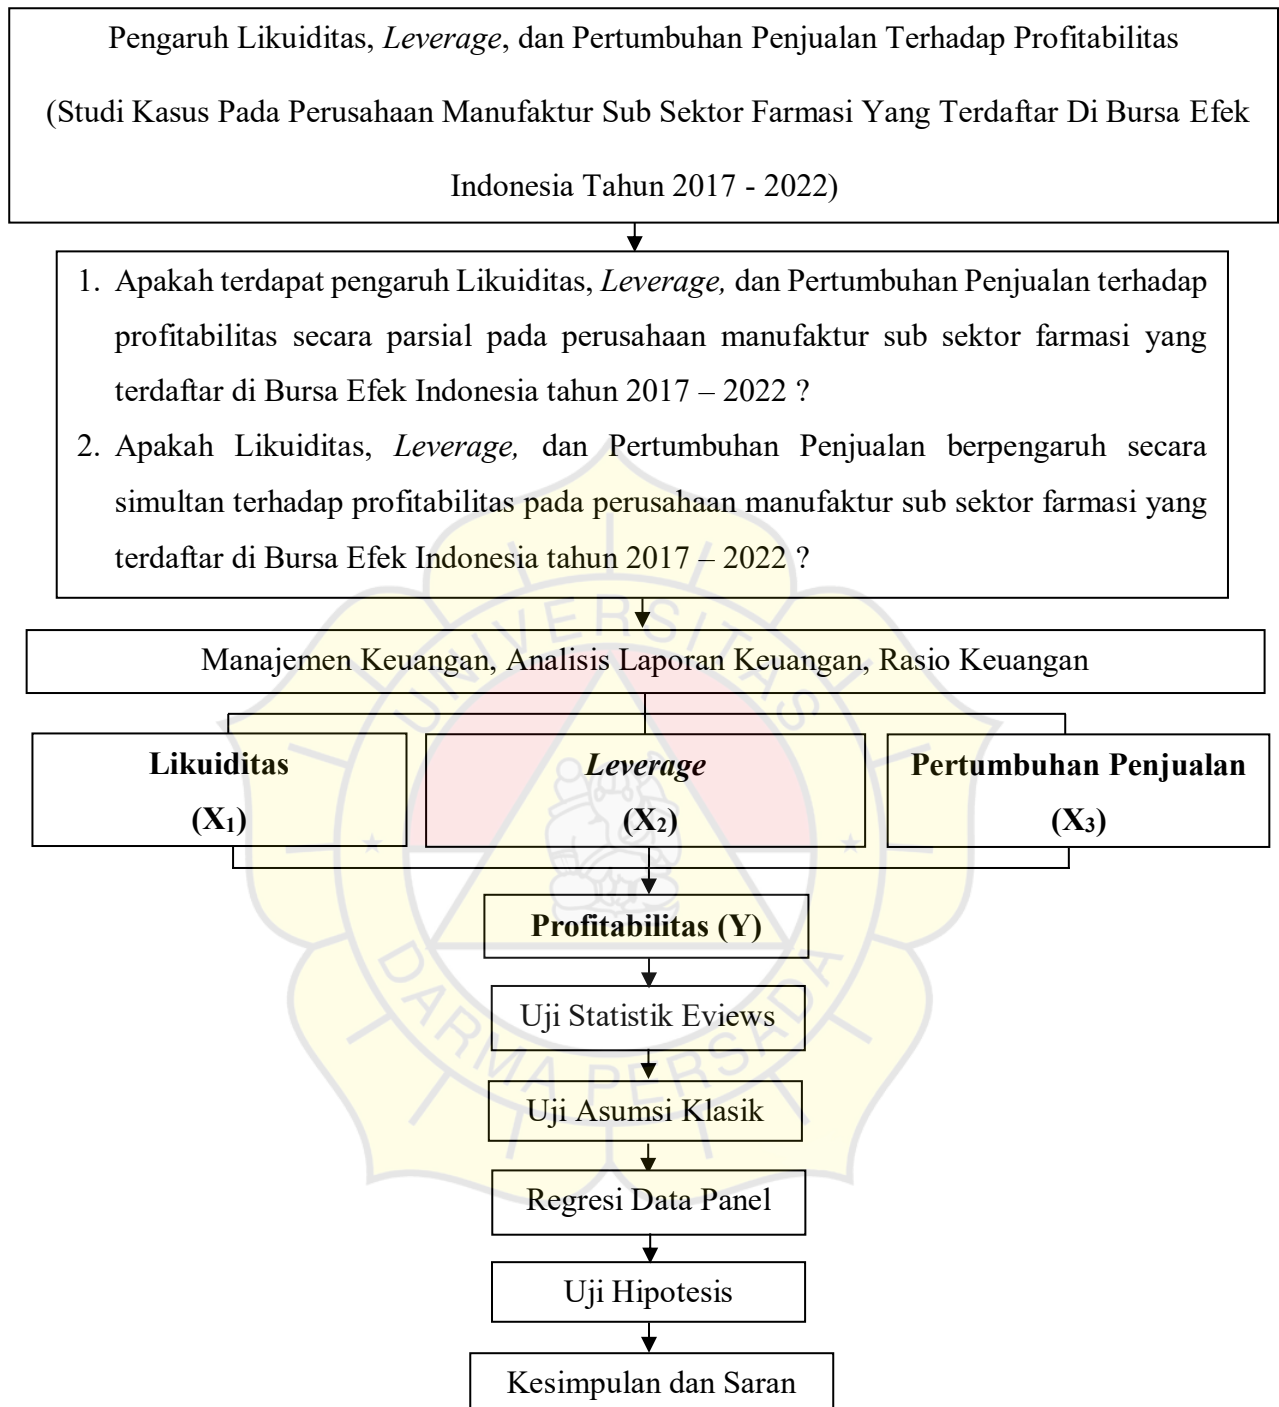 Pengaruh Likuiditas, Leverage, dan Pertumbuhan Penjualan Terhadap Profitabilitas
(Studi Kasus Pada Perusahaan Manufaktur Sub Sektor Farmasi Yang Terdaftar Di Bursa Efek
Indonesia Tahun 2017 - 2022)
1. Apakah terdapat pengaruh Likuiditas, Leverage, dan Pertumbuhan Penjualan terhadap
profitabilitas secara parsial pada perusahaan manufaktur sub sektor farmasi yang
terdaftar di Bursa Efek Indonesia tahun 2017 – 2022 ?
2. Apakah Likuiditas, Leverage, dan Pertumbuhan Penjualan berpengaruh secara
simultan terhadap profitabilitas pada perusahaan manufaktur sub sektor farmasi yang
terdaftar di Bursa Efek Indonesia tahun 2017 – 2022 ?
UNIVERSITAS
Manajemen Keuangan, Analisis Laporan Keuangan, Rasio Keuangan
Likuiditas
(X₁)
Leverage
(X₂)
Pertumbuhan Penjualan
(X₃)
Profitabilitas (Y)
Uji Statistik Eviews
DARMA PERSADA
Uji Asumsi Klasik
Regresi Data Panel
Uji Hipotesis
Kesimpulan dan Saran